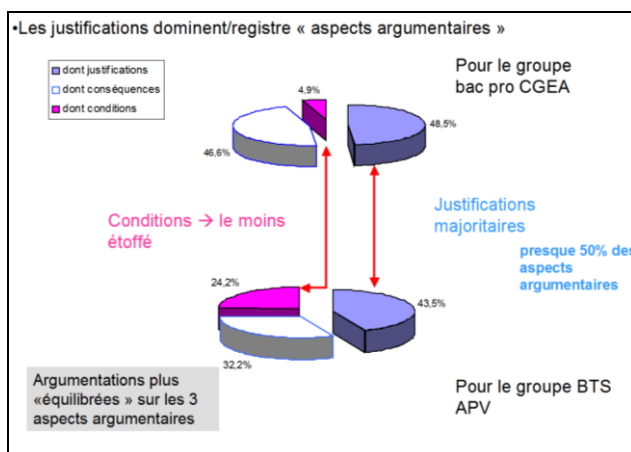 •Les justifications dominent/registre « aspects argumentaires »
dont justifications
dont conséquences
dont conditions
Pour le groupe
bac pro CGEA
4,9%
48,5%
46,6%
Conditions → le moins
étoffé
Justifications
majoritaires
presque 50% des
aspects
argumentaires
24,2%
43,5%
32,2%
Argumentations plus
«équilibrées » sur les 3
aspects argumentaires
Pour le groupe BTS
APV